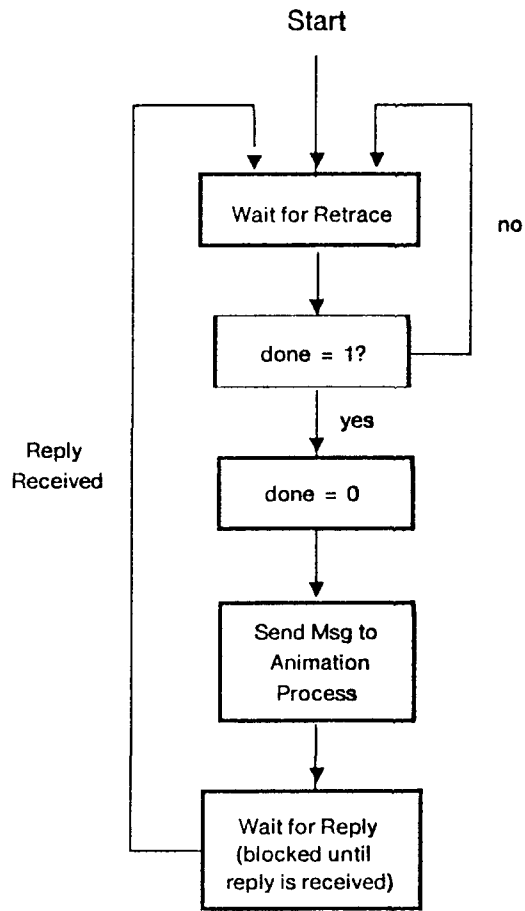 Start
Wait for Retrace
no
done = 1?
yes
Reply
Received
done = 0
Send Msg to
Animation
Process
Wait for Reply
(blocked until
reply is received)